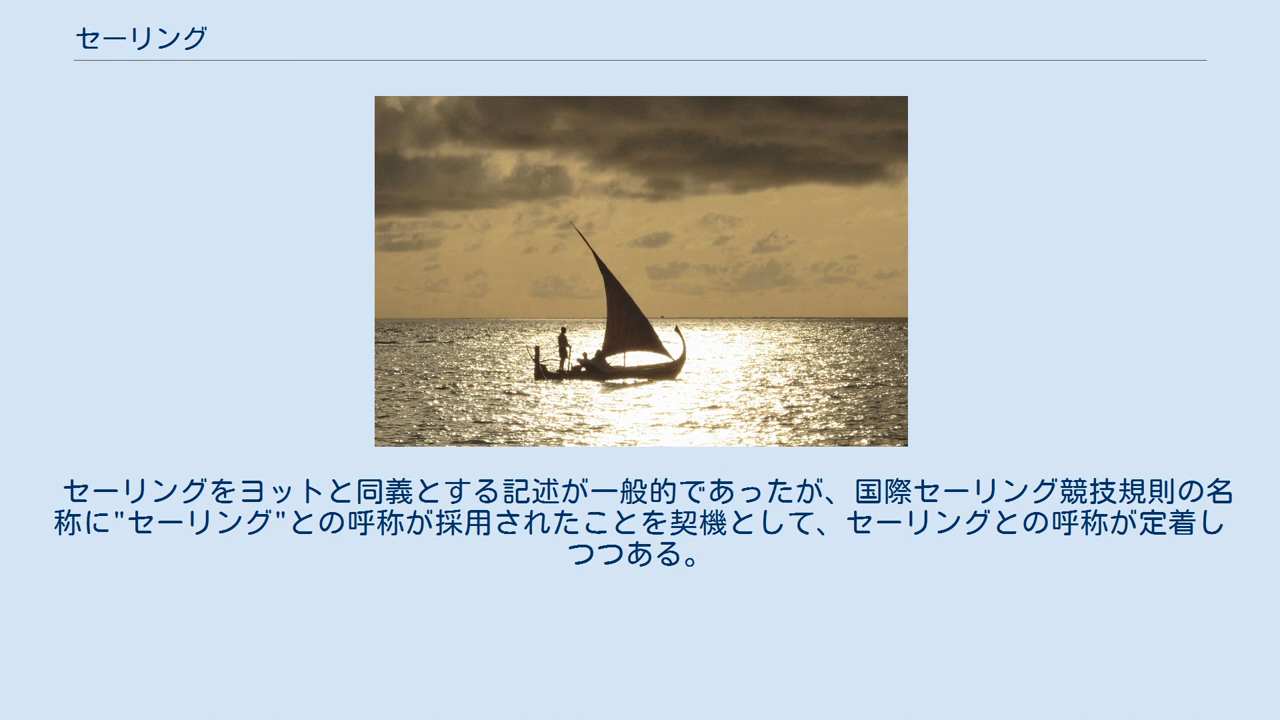 セーリング
セーリングをヨットと同義とする記述が一般的であったが、国際セーリング競技規則の名
称に"セーリング"との呼称が採用されたことを契機として、セーリングとの呼称が定着し
つつある。